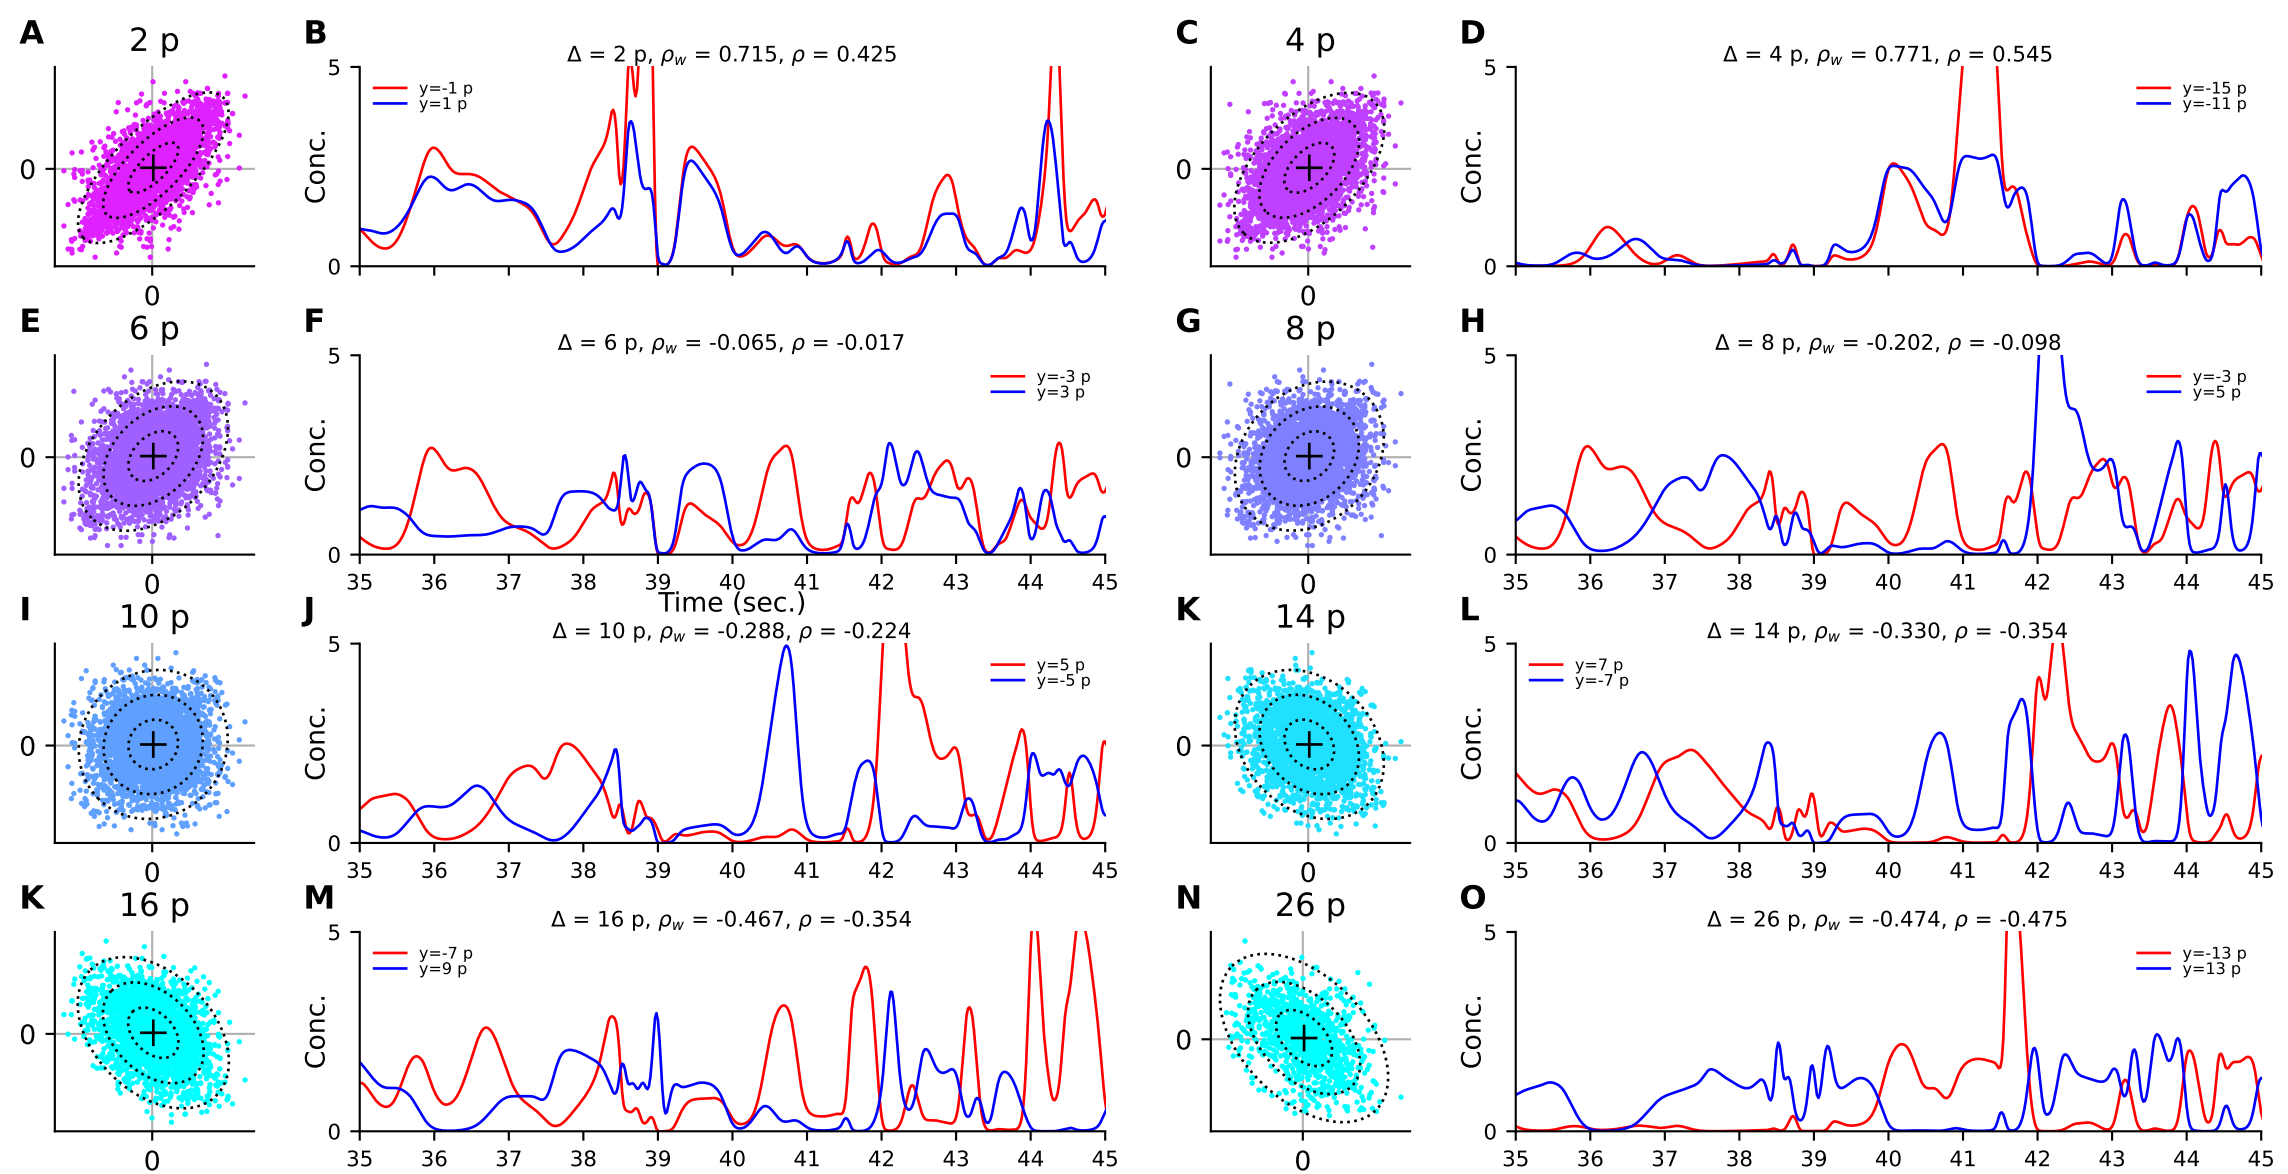 A
2 p
0
0
B
Δ = 2 p, ρw = 0.715, ρ = 0.425
5
0
Conc.
y=-1 p
y=1 p
C
4 p
0
0
D
Δ = 4 p, ρw = 0.771, ρ = 0.545
5
0
Conc.
y=-15 p
y=-11 p
E
6 p
0
0
F
Δ = 6 p, ρw = -0.065, ρ = -0.017
5
0
Conc.
y=-3 p
y=3 p
35 36 37 38 39 40 41 42 43 44 45
Time (sec.)
G
8 p
0
0
H
Δ = 8 p, ρw = -0.202, ρ = -0.098
5
0
Conc.
y=-3 p
y=5 p
35 36 37 38 39 40 41 42 43 44 45
I
10 p
0
0
J
Δ = 10 p, ρw = -0.288, ρ = -0.224
5
0
Conc.
y=5 p
y=-5 p
35 36 37 38 39 40 41 42 43 44 45
K
14 p
0
0
L
Δ = 14 p, ρw = -0.330, ρ = -0.354
5
0
Conc.
y=7 p
y=-7 p
35 36 37 38 39 40 41 42 43 44 45
K
16 p
0
0
M
Δ = 16 p, ρw = -0.467, ρ = -0.354
5
0
Conc.
y=-7 p
y=9 p
35 36 37 38 39 40 41 42 43 44 45
N
26 p
0
0
O
Δ = 26 p, ρw = -0.474, ρ = -0.475
5
0
Conc.
y=-13 p
y=13 p
35 36 37 38 39 40 41 42 43 44 45